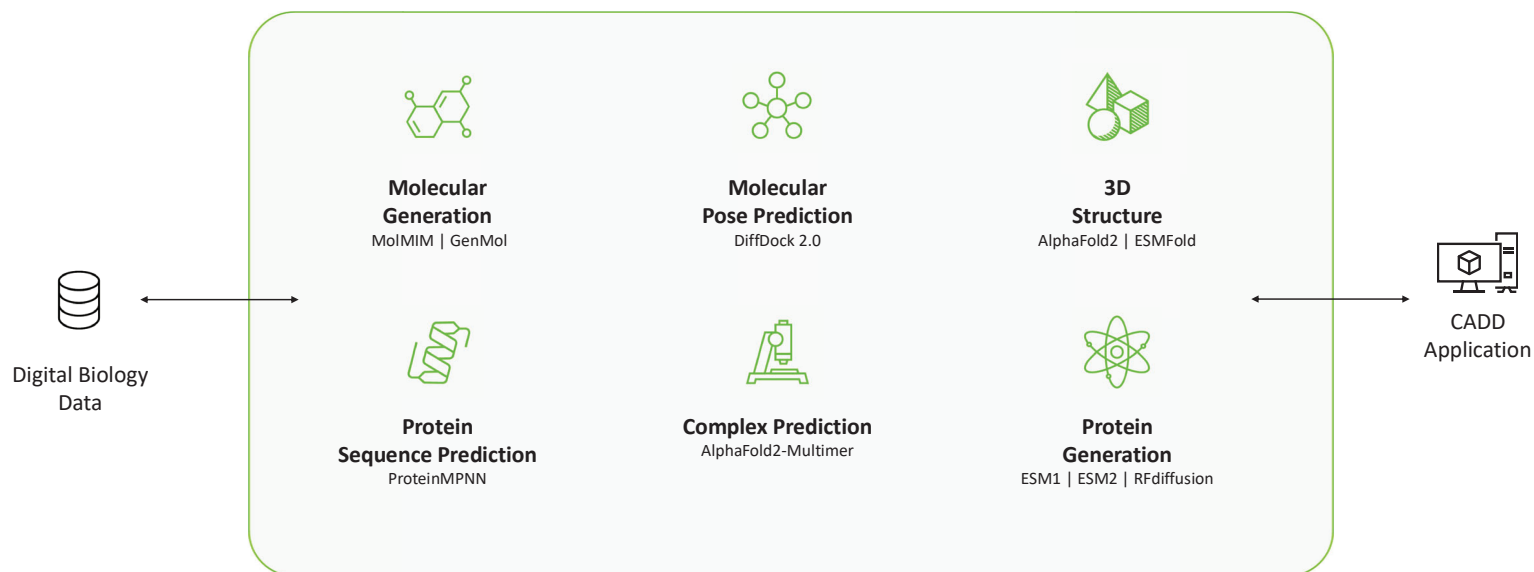 Molecular
Generation
MolMIM | GenMol
Molecular
Pose Prediction
DiffDock 2.0
3D
Structure
AlphaFold2 | ESMFold
Digital Biology
Data
CADD
Application
Protein
Sequence Prediction
ProteinMPNN
Complex Prediction
AlphaFold2-Multimer
Protein
Generation
ESM1 | ESM2 | RFdiffusion